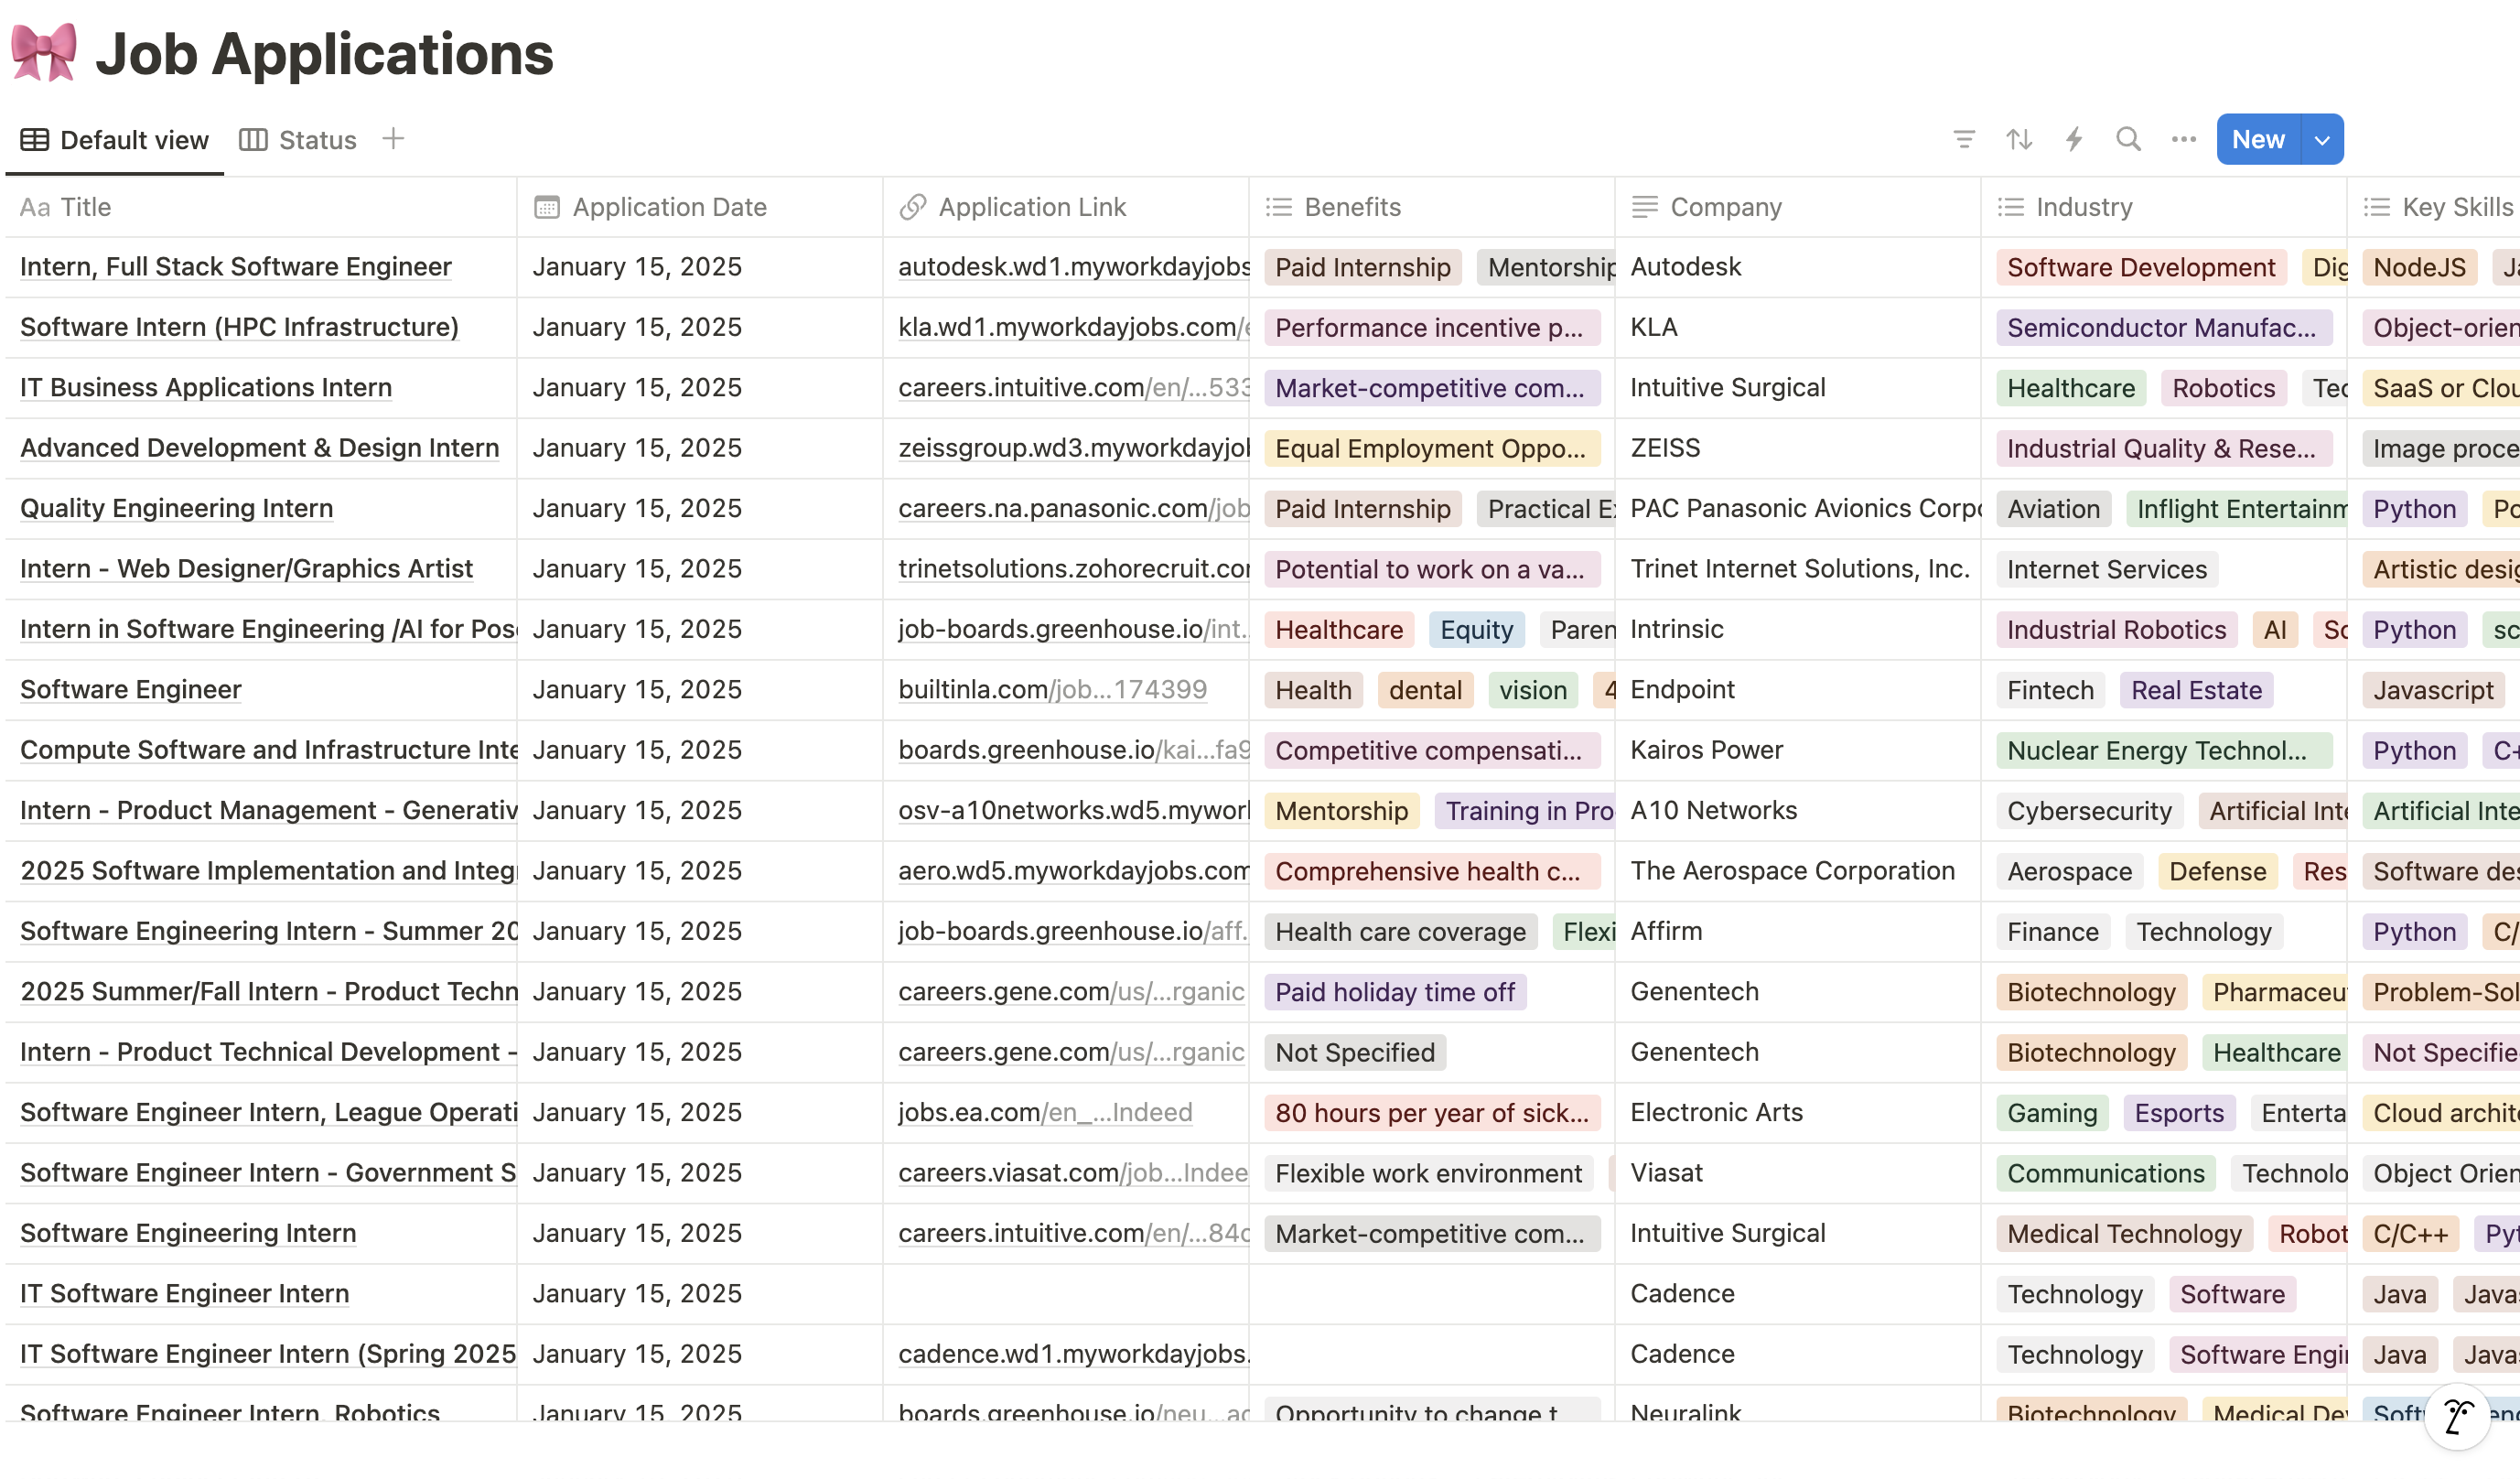 Job Applications
Default view Status
New
Aa Title Application Date Application Link Benefits Company Industry Key Skills
Intern, Full Stack Software Engineer January 15, 2025 autodesk.wd1.myworkdayjobs Paid Internship Mentorship Autodesk Software Development Dig NodeJS Ja
Software Intern (HPC Infrastructure) January 15, 2025 kla.wd1.myworkdayjobs.com/e Performance incentive p... KLA Semiconductor Manufac... Object-orien
IT Business Applications Intern January 15, 2025 careers.intuitive.com/en/...533 Market-competitive com... Intuitive Surgical Healthcare Robotics Tec SaaS or Clou
Advanced Development & Design Intern January 15, 2025 zeissgroup.wd3.myworkdayjob Equal Employment Oppo... ZEISS Industrial Quality & Rese... Image proce
Quality Engineering Intern January 15, 2025 careers.na.panasonic.com/job Paid Internship Practical Ex PAC Panasonic Avionics Corpo Aviation Inflight Entertainm Python Po
Intern - Web Designer/Graphics Artist January 15, 2025 trinetsolutions.zohorecruit.com Potential to work on a va... Trinet Internet Solutions, Inc. Internet Services Artistic desig
Intern in Software Engineering /AI for Pose January 15, 2025 job-boards.greenhouse.io/int... Healthcare Equity Paren Intrinsic Industrial Robotics AI So Python sc
Software Engineer January 15, 2025 builtinla.com/job...174399 Health dental vision 4 Endpoint Fintech Real Estate Javascript
Compute Software and Infrastructure Inte January 15, 2025 boards.greenhouse.io/kai...fa9 Competitive compensati... Kairos Power Nuclear Energy Technol... Python C+
Intern - Product Management - Generativ January 15, 2025 osv-a10networks.wd5.mywork Mentorship Training in Pro A10 Networks Cybersecurity Artificial Inte Artificial Inte
2025 Software Implementation and Integr January 15, 2025 aero.wd5.myworkdayjobs.com Comprehensive health c... The Aerospace Corporation Aerospace Defense Res Software des
Software Engineering Intern - Summer 20 January 15, 2025 job-boards.greenhouse.io/aff... Health care coverage Flexi Affirm Finance Technology Python C/
2025 Summer/Fall Intern - Product Techn January 15, 2025 careers.gene.com/us/...rganic Paid holiday time off Genentech Biotechnology Pharmaceut Problem-Sol
Intern - Product Technical Development - January 15, 2025 careers.gene.com/us/...rganic Not Specified Genentech Biotechnology Healthcare Not Specifie
Software Engineer Intern, League Operati January 15, 2025 jobs.ea.com/en_...Indeed 80 hours per year of sick... Electronic Arts Gaming Esports Enterta Cloud archite
Software Engineer Intern - Government S January 15, 2025 careers.viasat.com/job...Indee Flexible work environment Viasat Communications Technolo Object Orien
Software Engineering Intern January 15, 2025 careers.intuitive.com/en/...84c Market-competitive com... Intuitive Surgical Medical Technology Robot C/C++ Pyt
IT Software Engineer Intern January 15, 2025 Cadence Technology Software Java Javas
IT Software Engineer Intern (Spring 2025 January 15, 2025 cadence.wd1.myworkdayjobs. Cadence Technology Software Engin Java Javas
Software Engineer Intern, Robotics January 15, 2025 boards.greenhouse.io/neu...ac Opportunity to change t Neuralink Biotechnology Medical Dev